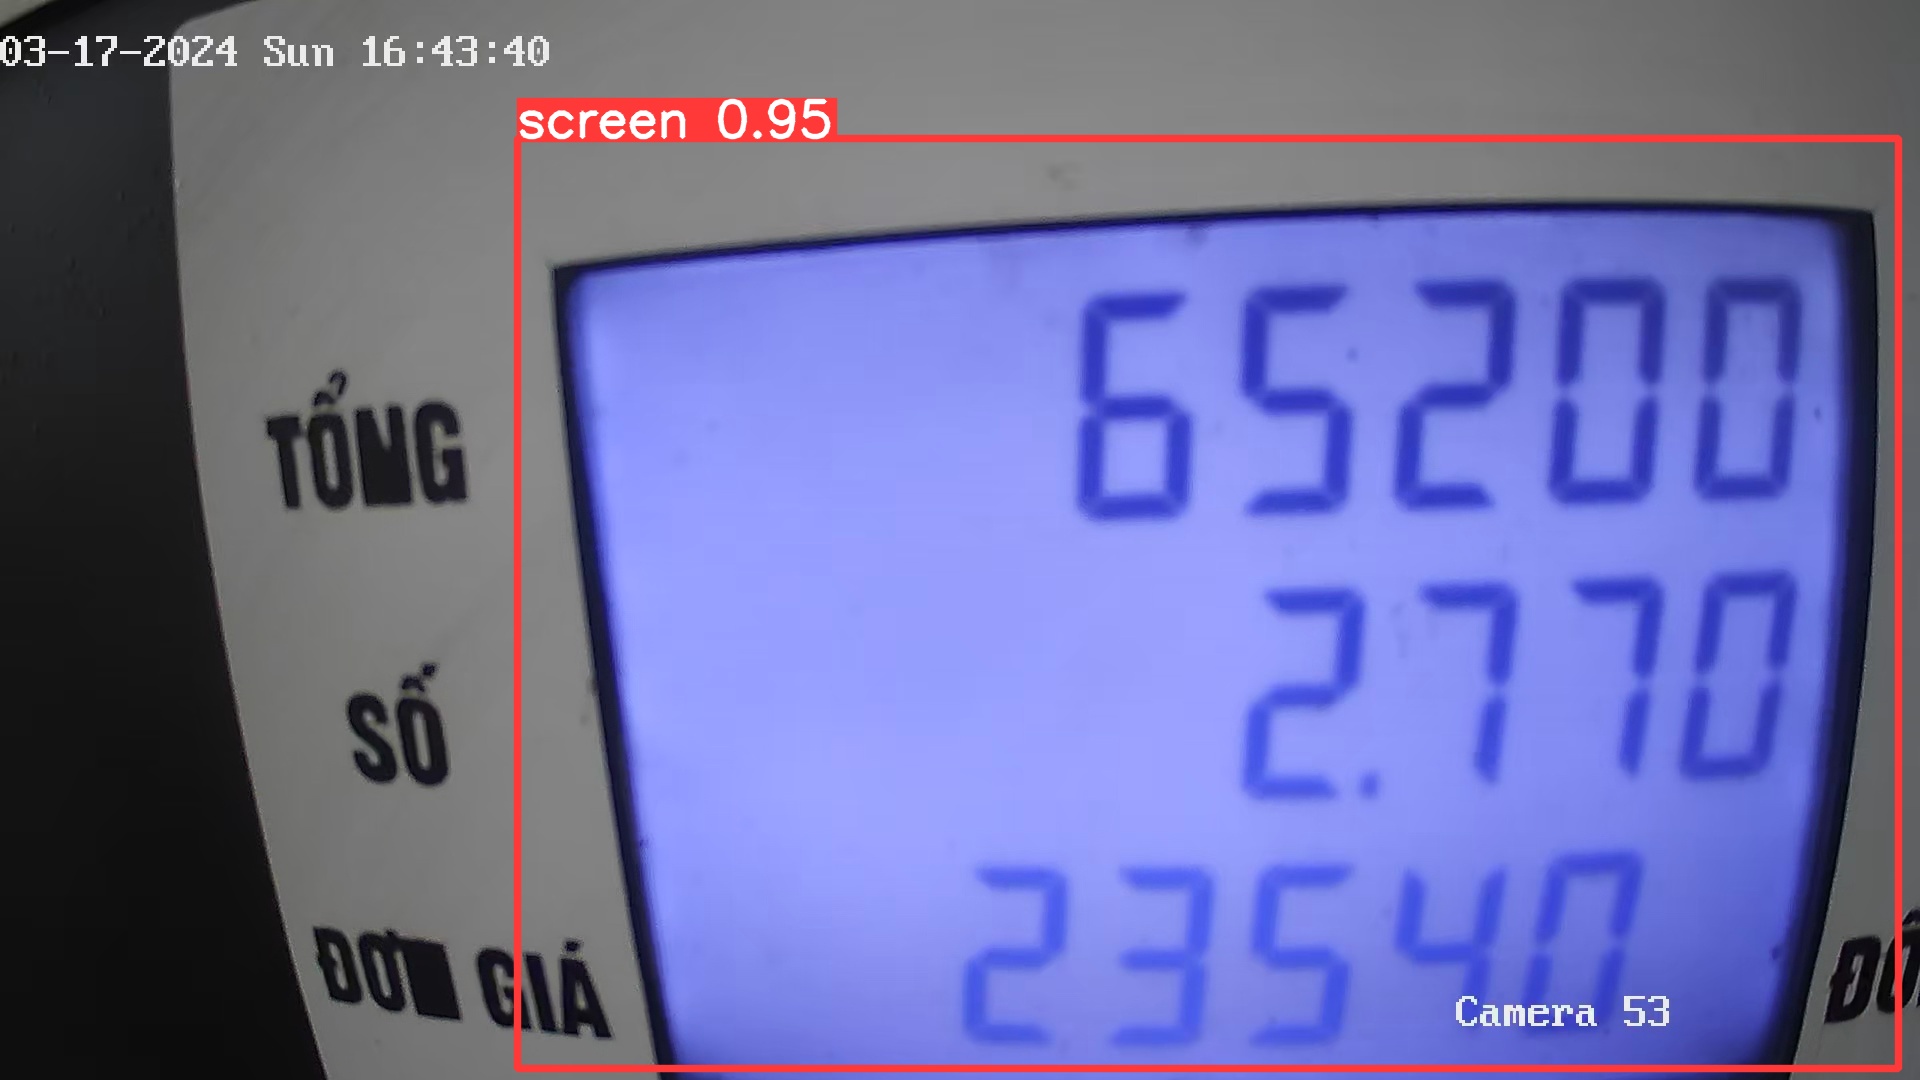 03-17-2024 Sun 16:43:40
screen 0.95
TỔNG 65200
SỐ 2.770
ĐƠN GIÁ 23540
Camera 53